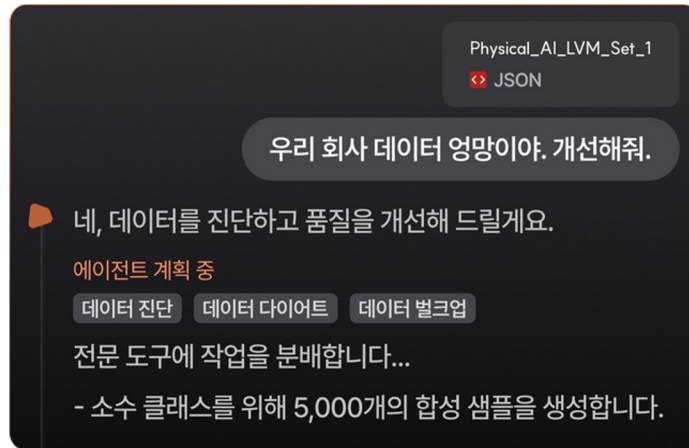 Physical_AI_LVM_Set_1
JSON
우리 회사 데이터 엉망이야. 개선해줘.
네, 데이터를 진단하고 품질을 개선해 드릴게요.
에이전트 계획 중
데이터 진단 데이터 다이어트 데이터 벌크업
전문 도구에 작업을 분배합니다...
- 소수 클래스를 위해 5,000개의 합성 샘플을 생성합니다.